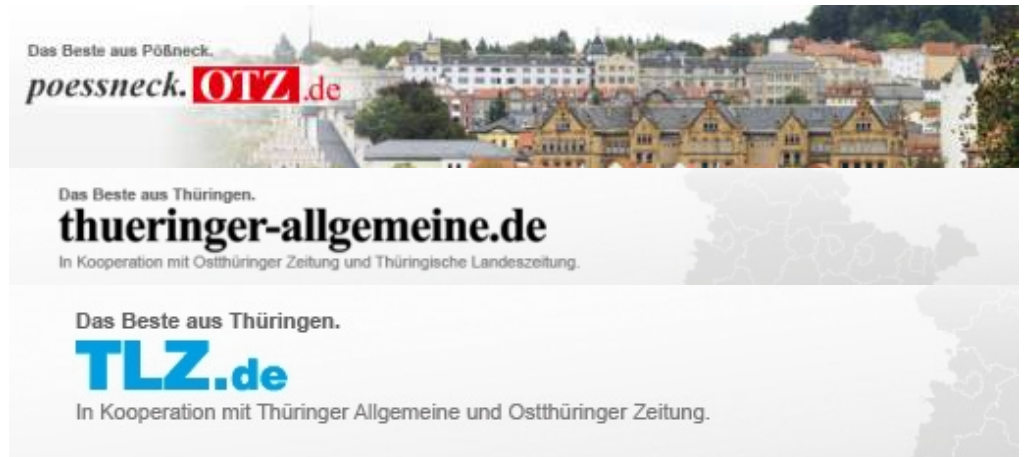 Das Beste aus Pößneck.
poessneck.OTZ.de
Das Beste aus Thüringen.
thueringer-allgemeine.de
In Kooperation mit Ostthüringer Zeitung und Thüringische Landeszeitung.
Das Beste aus Thüringen.
TLZ.de
In Kooperation mit Thüringer Allgemeine und Ostthüringer Zeitung.